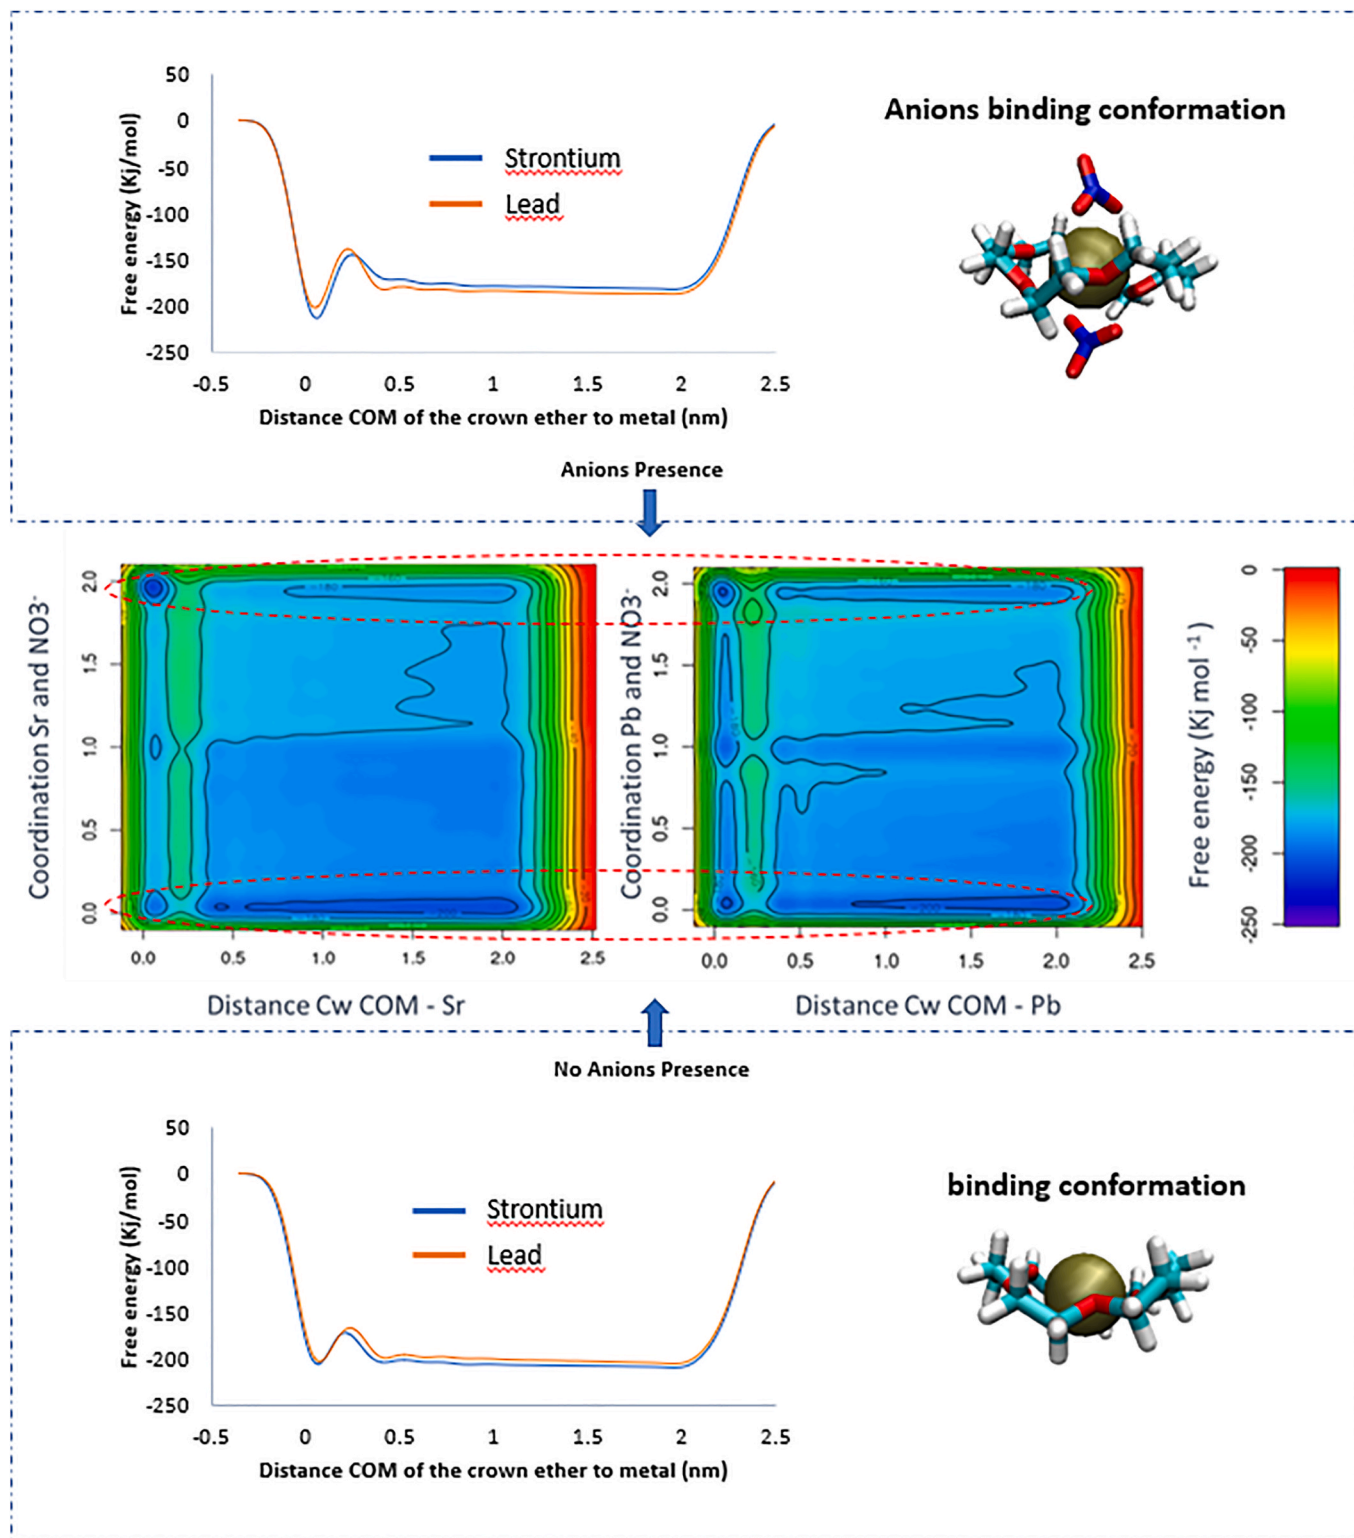 50
0
-50
-100
-150
-200
-250
Free energy (Kj/mol)
Strontium
Lead
-0.5 0 0.5 1 1.5 2 2.5
Distance COM of the crown ether to metal (nm)
Anions binding conformation
Anions Presence
Coordination Sr and NO3-
2.0
1.5
1.0
0.5
0.0
-180
-200
0.0 0.5 1.0 1.5 2.0 2.5
Distance Cw COM - Sr
Coordination Pb and NO3-
2.0
1.5
1.0
0.5
0.0
-180
-200
0.0 0.5 1.0 1.5 2.0 2.5
Distance Cw COM - Pb
Free energy (Kj mol -1 )
0
-50
-100
-150
-200
-250
No Anions Presence
50
0
-50
-100
-150
-200
-250
Free energy (Kj/mol)
Strontium
Lead
-0.5 0 0.5 1 1.5 2 2.5
Distance COM of the crown ether to metal (nm)
binding conformation